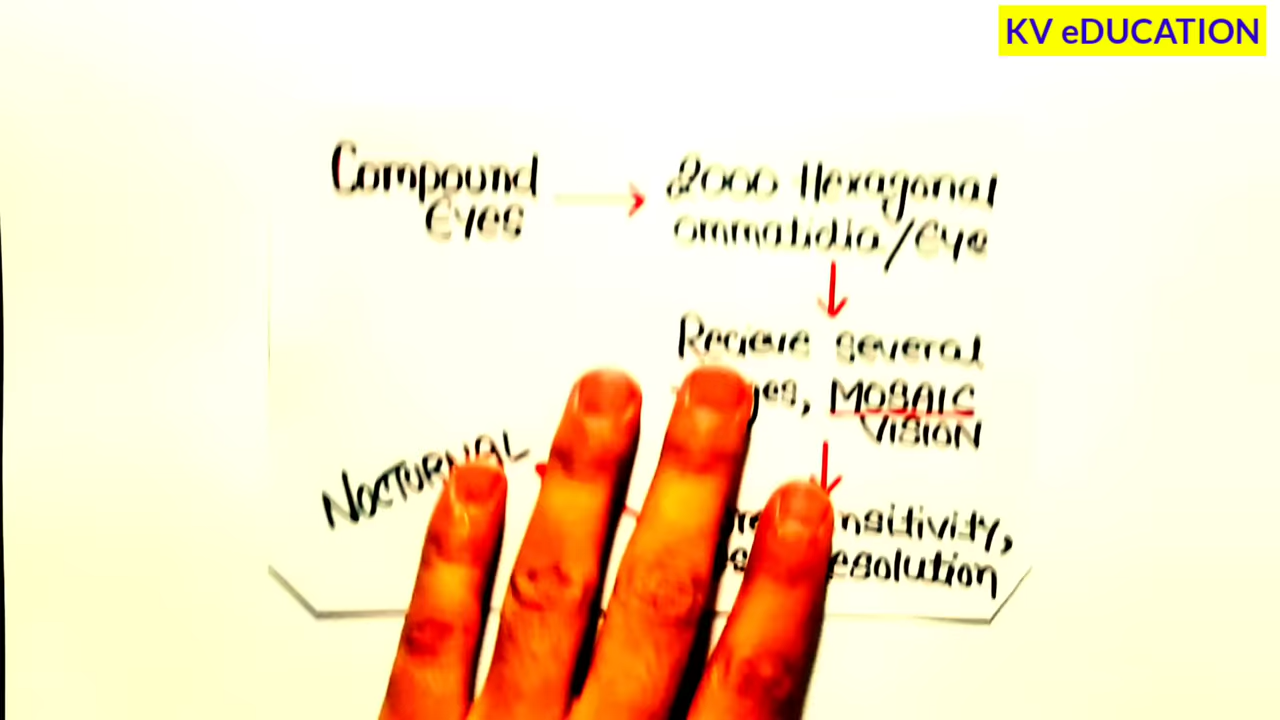 KV eDUCATION
Compound
Eyes
2000 Hexagonal
ommatidia/Eye
Recieve several
MOSAIC
VISION
NOCTURNAL
resolution